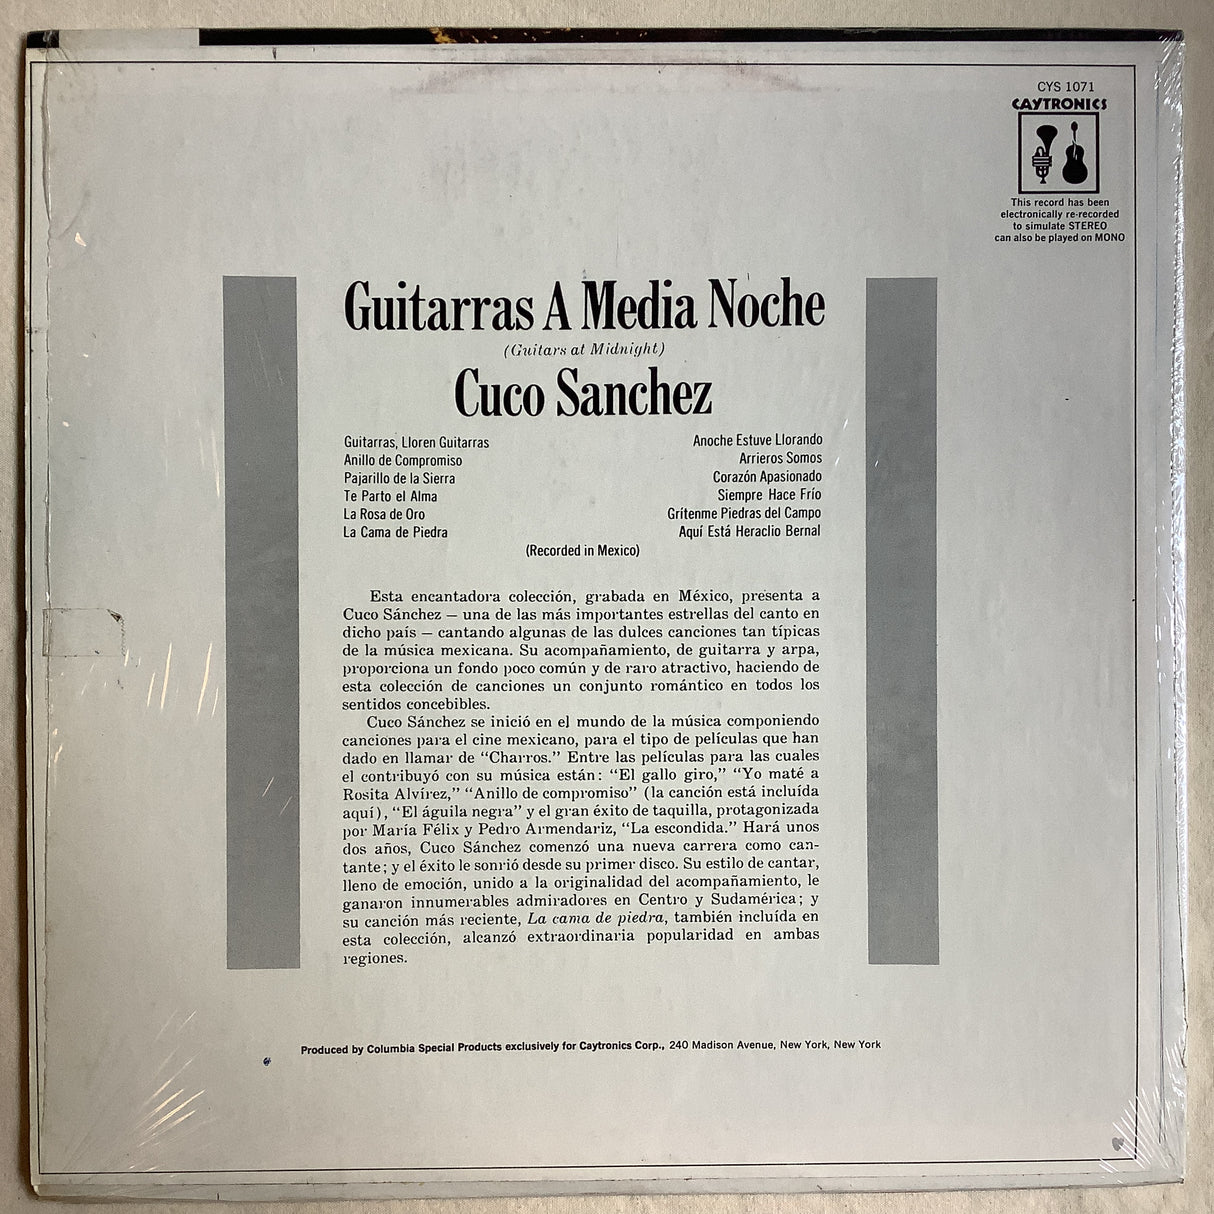 CYS 1071
CAYTRONICS
This record has been
electronically re-recorded
to simulate STEREO
can also be played on MONO
Guitarras A Media Noche
(Guitars at Midnight)
Cuco Sanchez
Guitarras, Lloren Guitarras
Anillo de Compromiso
Pajarillo de la Sierra
Te Parto el Alma
La Rosa de Oro
La Cama de Piedra
Anoche Estuve Llorando
Arrieros Somos
Corazón Apasionado
Siempre Hace Frío
Grítenme Piedras del Campo
Aquí Está Heraclio Bernal
(Recorded in Mexico)
Esta encantadora colección, grabada en México, presenta a
Cuco Sánchez — una de las más importantes estrellas del canto en
dicho país — cantando algunas de las dulces canciones tan típicas
de la música mexicana. Su acompañamiento, de guitarra y arpa,
proporciona un fondo poco común y de raro atractivo, haciendo de
esta colección de canciones un conjunto romántico en todos los
sentidos concebibles.
Cuco Sánchez se inició en el mundo de la música componiendo
canciones para el cine mexicano, para el tipo de películas que han
dado en llamar de “Charros.” Entre las películas para las cuales
el contribuyó con su música están: “El gallo giro,” “Yo maté a
Rosita Alvírez,” “Anillo de compromiso” (la canción está incluída
aquí), “El águila negra” y el gran éxito de taquilla, protagonizada
por María Félix y Pedro Armendariz, “La escondida.” Hará unos
dos años, Cuco Sánchez comenzó una nueva carrera como can-
tante; y el éxito le sonrió desde su primer disco. Su estilo de cantar,
lleno de emoción, unido a la originalidad del acompañamiento, le
ganaron innumerables admiradores en Centro y Sudamérica; y
su canción más reciente, La cama de piedra, también incluída en
esta colección, alcanzó extraordinaria popularidad en ambas
regiones.
Produced by Columbia Special Products exclusively for Caytronics Corp., 240 Madison Avenue, New York, New York